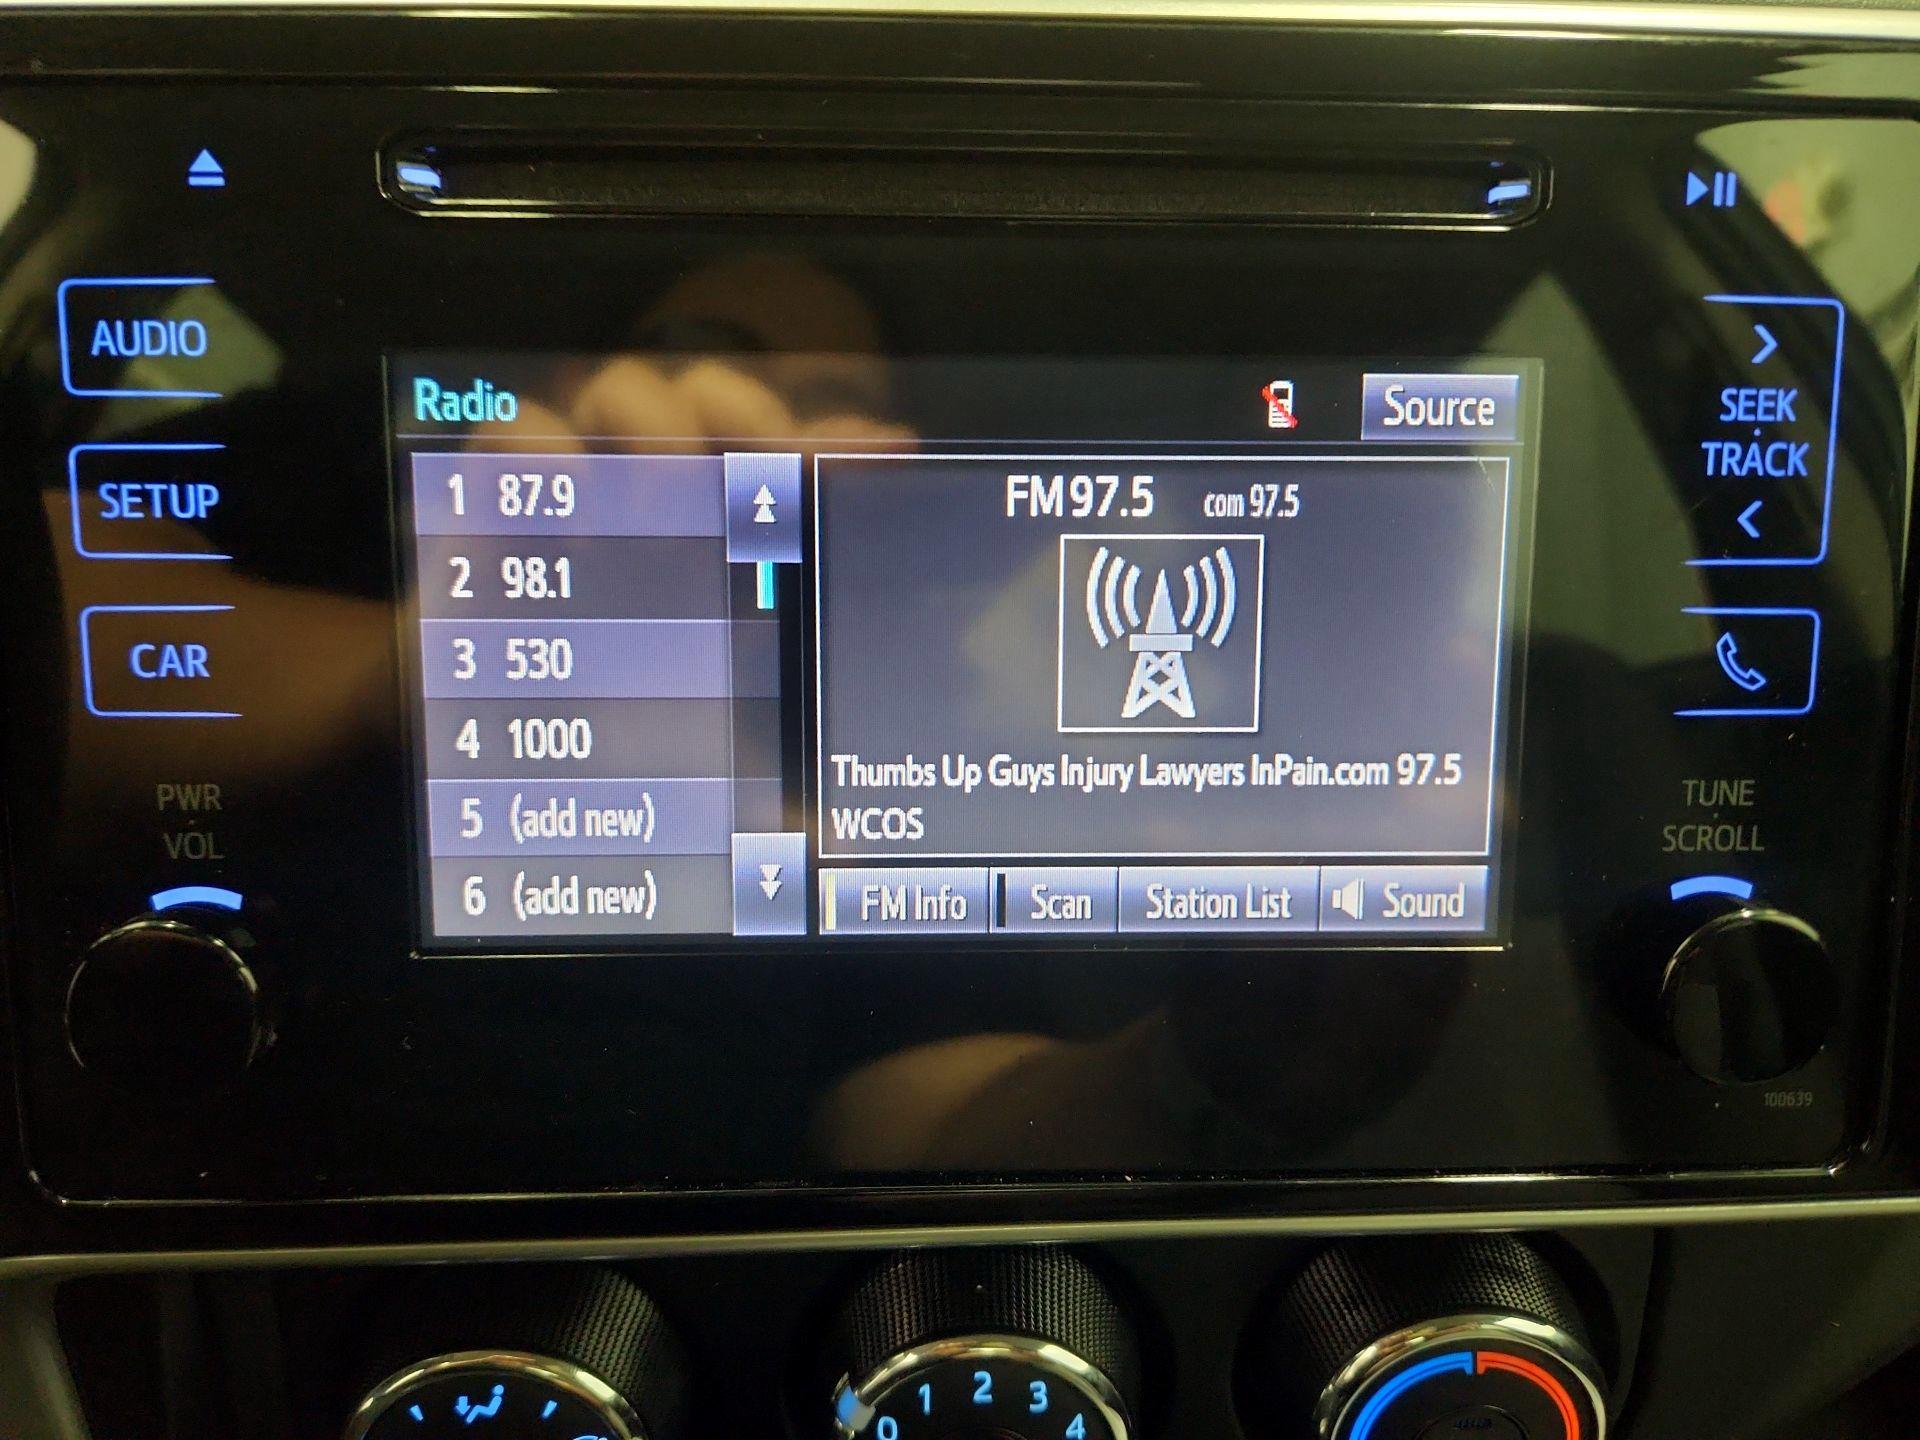 AUDIO
SETUP
CAR
PWR
VOL
Radio
Source
1 87.9
2 98.1
3 530
4 1000
5 (add new)
6 (add new)
FM 97.5 com 97.5
Thumbs Up Guys Injury Lawyers InPain.com 97.5
WCOS
FM Info Scan Station List Sound
>
SEEK
TRACK
<
TUNE
SCROLL
100639
0 1 2 3 4